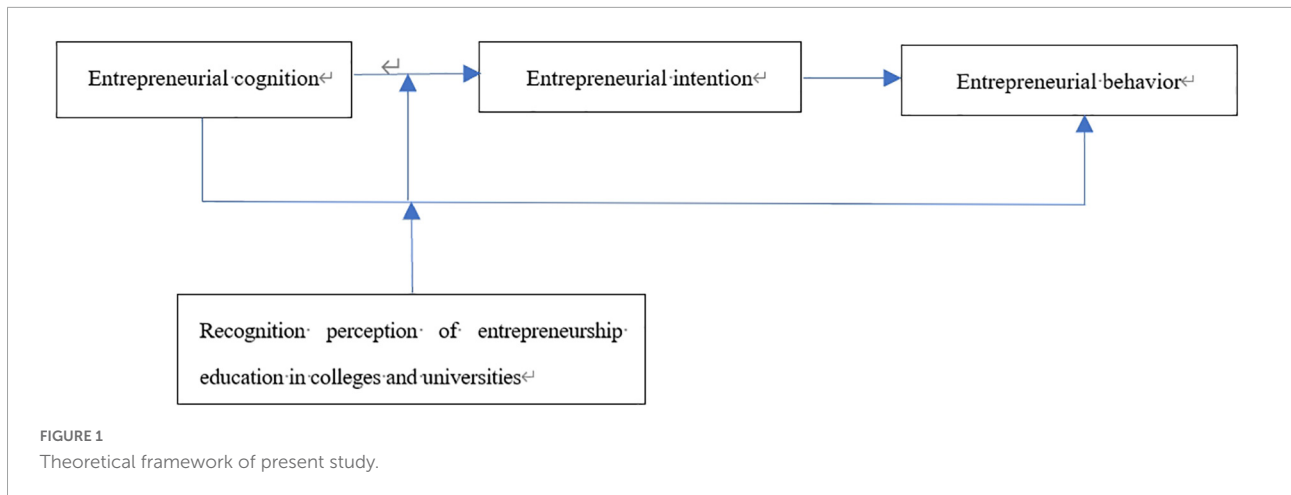 Entrepreneurial·cognition↵
↵
Entrepreneurial·intention↵
Entrepreneurial·behavior↵
Recognition· perception· of· entrepreneurship·
education·in·colleges·and·universities↵
FIGURE 1
Theoretical framework of present study.